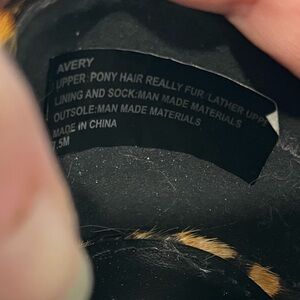 AVERY
UPPER: PONY HAIR REALLY FUR LATHER UPP
LINING AND SOCK:MAN MADE MATERIALS
OUTSOLE:MAN MADE MATERIALS
MADE IN CHINA
7.5M